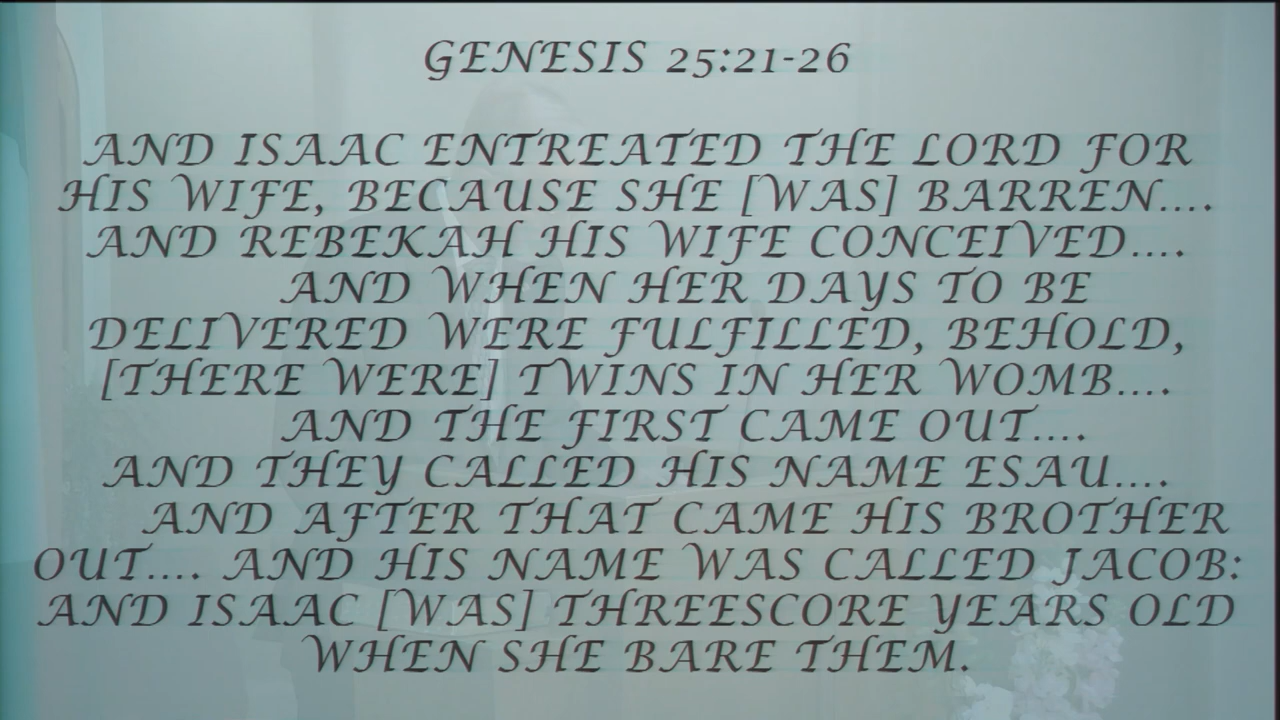 GENESIS 25:21-26
AND ISAAC ENTREATED THE LORD FOR
HIS WIFE, BECAUSE SHE [WAS] BARREN....
AND REBEKAH HIS WIFE CONCEIVED....
AND WHEN HER DAYS TO BE
DELIVERED WERE FULFILLED, BEHOLD,
[THERE WERE] TWINS IN HER WOMB....
AND THE FIRST CAME OUT....
AND THEY CALLED HIS NAME ESAU....
AND AFTER THAT CAME HIS BROTHER
OUT.... AND HIS NAME WAS CALLED JACOB:
AND ISAAC [WAS] THREESCORE YEARS OLD
WHEN SHE BARE THEM.